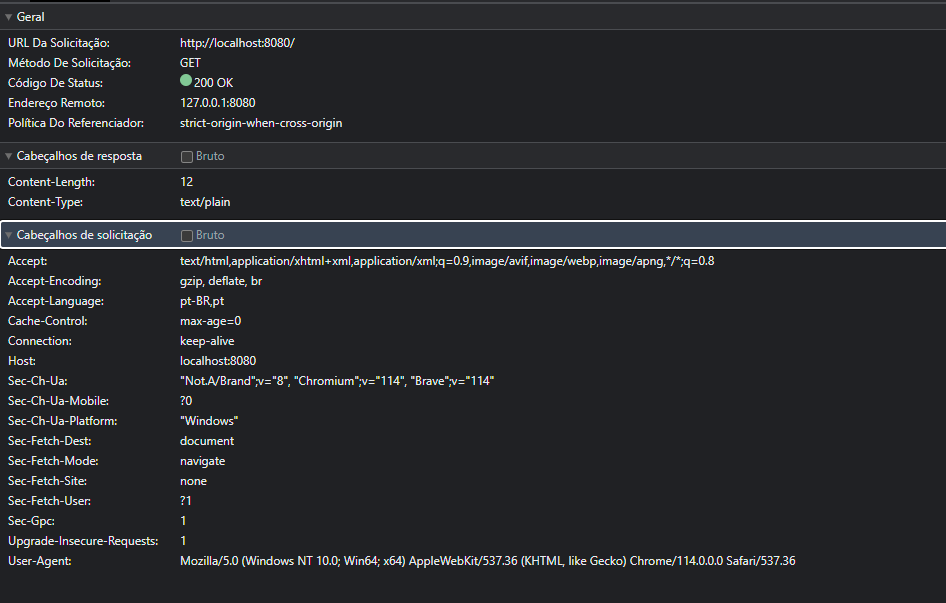 Geral
URL Da Solicitação: http://localhost:8080/
Método De Solicitação: GET
Código De Status: 200 OK
Endereço Remoto: 127.0.0.1:8080
Política Do Referenciador: strict-origin-when-cross-origin
Cabeçalhos de resposta Bruto
Content-Length: 12
Content-Type: text/plain
Cabeçalhos de solicitação Bruto
Accept: text/html,application/xhtml+xml,application/xml;q=0.9,image/avif,image/webp,image/apng,*/*;q=0.8
Accept-Encoding: gzip, deflate, br
Accept-Language: pt-BR,pt
Cache-Control: max-age=0
Connection: keep-alive
Host: localhost:8080
Sec-Ch-Ua: "Not.A/Brand";v="8", "Chromium";v="114", "Brave";v="114"
Sec-Ch-Ua-Mobile: ?0
Sec-Ch-Ua-Platform: "Windows"
Sec-Fetch-Dest: document
Sec-Fetch-Mode: navigate
Sec-Fetch-Site: none
Sec-Fetch-User: ?1
Sec-Gpc: 1
Upgrade-Insecure-Requests: 1
User-Agent: Mozilla/5.0 (Windows NT 10.0; Win64; x64) AppleWebKit/537.36 (KHTML, like Gecko) Chrome/114.0.0.0 Safari/537.36